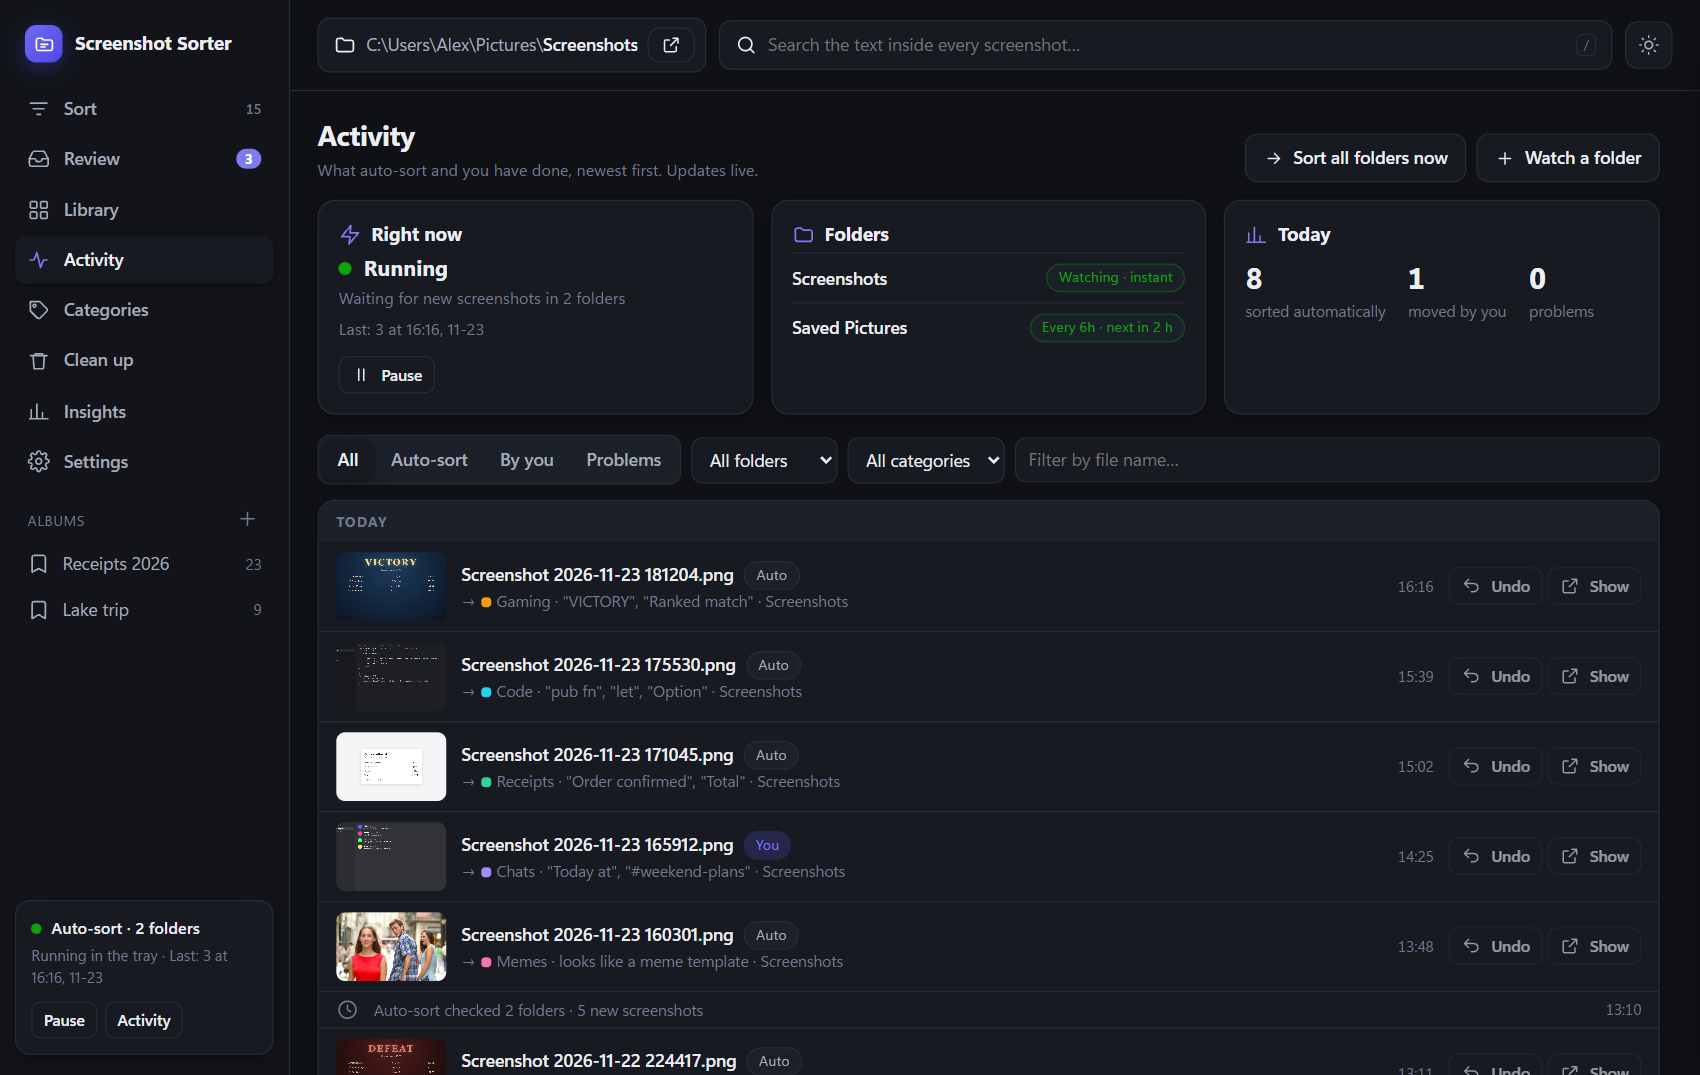 Screenshot Sorter
C:\Users\Alex\Pictures\Screenshots
Search the text inside every screenshot...
/
Sort 15
Review 3
Library
Activity
Categories
Clean up
Insights
Settings
ALBUMS
Receipts 2026 23
Lake trip 9
Auto-sort · 2 folders
Running in the tray · Last: 3 at
16:16, 11-23
Pause Activity
Activity
What auto-sort and you have done, newest first. Updates live.
Sort all folders now
Watch a folder
Right now
Running
Waiting for new screenshots in 2 folders
Last: 3 at 16:16, 11-23
Pause
Folders
Screenshots Watching · instant
Saved Pictures Every 6h · next in 2 h
Today
8 1 0
sorted automatically moved by you problems
All Auto-sort By you Problems All folders All categories Filter by file name...
TODAY
VICTORY
Screenshot 2026-11-23 181204.png Auto
→ Gaming · "VICTORY", "Ranked match" · Screenshots
16:16 Undo Show
Screenshot 2026-11-23 175530.png Auto
→ Code · "pub fn", "let", "Option" · Screenshots
15:39 Undo Show
Screenshot 2026-11-23 171045.png Auto
→ Receipts · "Order confirmed", "Total" · Screenshots
15:02 Undo Show
Screenshot 2026-11-23 165912.png You
→ Chats · "Today at", "#weekend-plans" · Screenshots
14:25 Undo Show
Screenshot 2026-11-23 160301.png Auto
→ Memes · looks like a meme template · Screenshots
13:48 Undo Show
Auto-sort checked 2 folders · 5 new screenshots 13:10
DEFEAT
Screenshot 2026-11-22 224417.png Auto
13:11 Undo Show